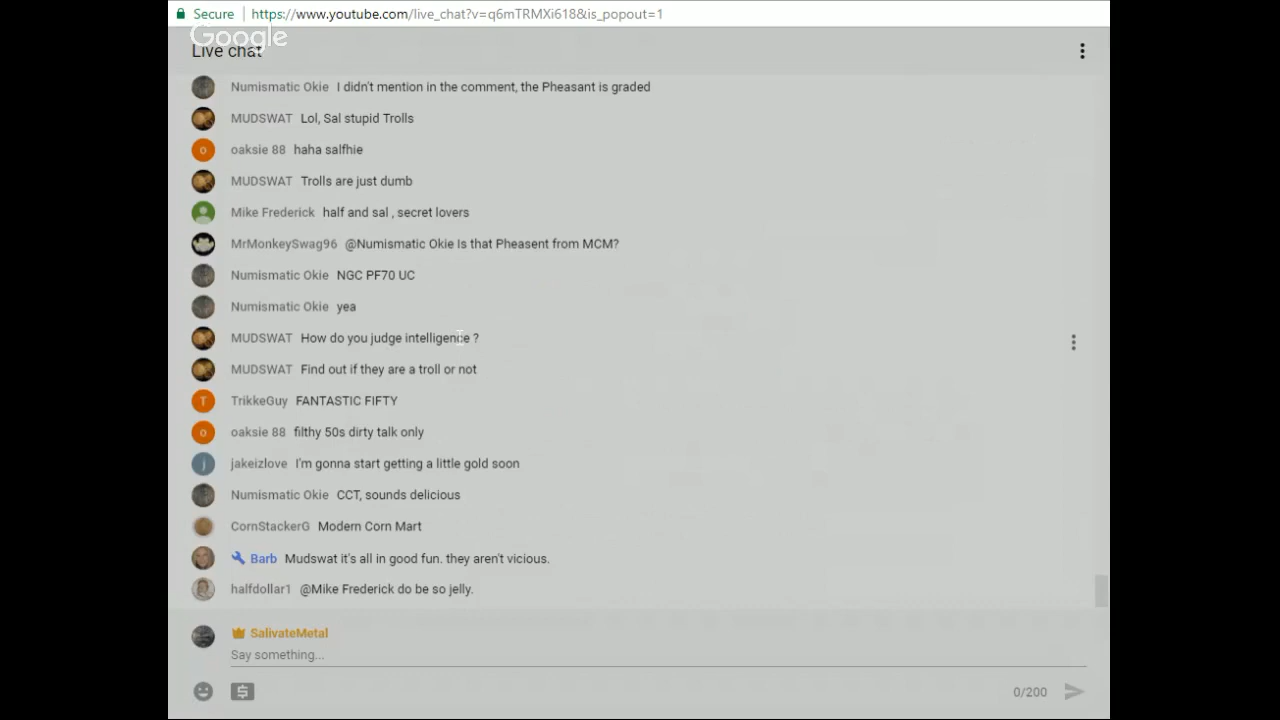 Secure https://www.youtube.com/live_chat?v=q6mTRMXi618&is_popout=1
Google
Live chat
Numismatic Okie I didn't mention in the comment, the Pheasant is graded
MUDSWAT Lol, Sal stupid Trolls
o oaksie 88 haha salfhie
MUDSWAT Trolls are just dumb
Mike Frederick half and sal , secret lovers
MrMonkeySwag96 @Numismatic Okie Is that Pheasent from MCM?
Numismatic Okie NGC PF70 UC
Numismatic Okie yea
MUDSWAT How do you judge intelligence ?
MUDSWAT Find out if they are a troll or not
T TrikkeGuy FANTASTIC FIFTY
o oaksie 88 filthy 50s dirty talk only
j jakeizlove I'm gonna start getting a little gold soon
Numismatic Okie CCT, sounds delicious
CornStackerG Modern Corn Mart
Barb Mudswat it's all in good fun. they aren't vicious.
halfdollar1 @Mike Frederick do be so jelly.
SalivateMetal
Say something...
$ 0/200